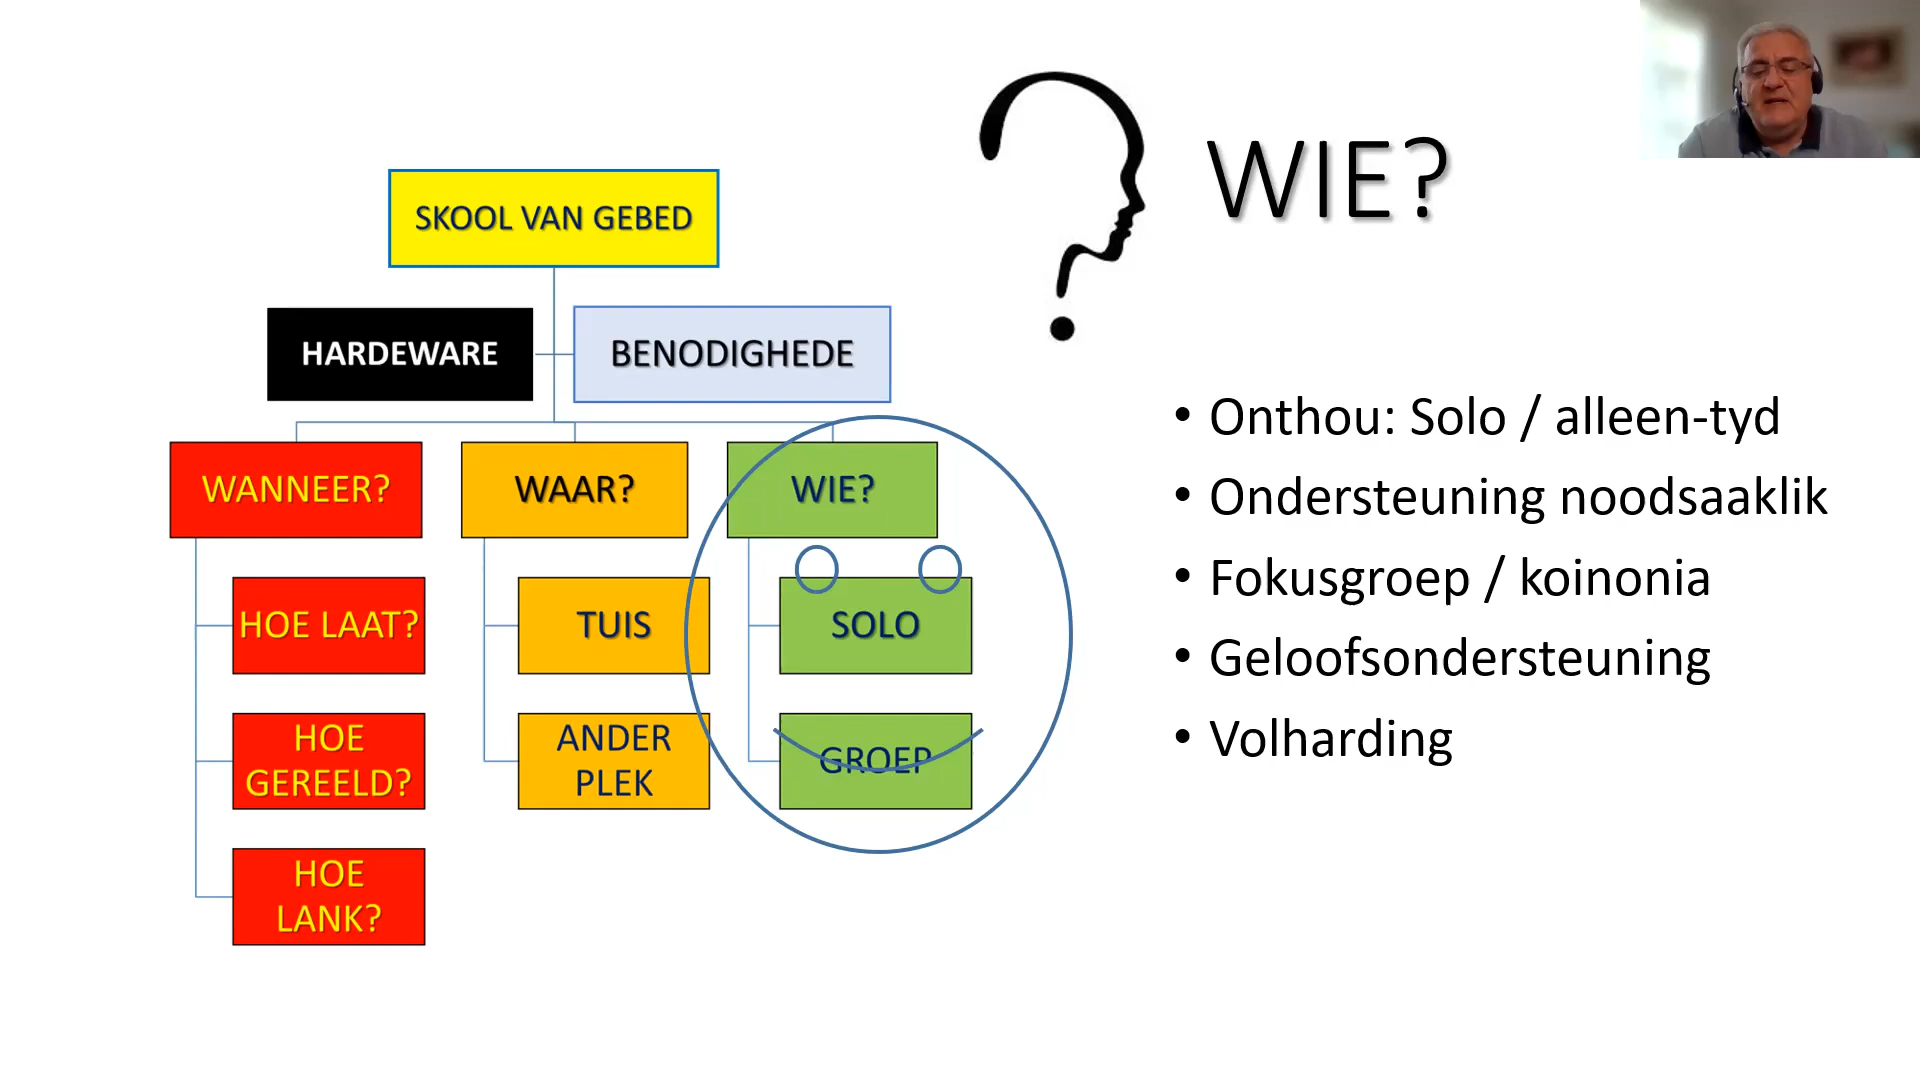 SKOOL VAN GEBED
HARDEWARE
BENODIGHEDE
WANNEER?
HOE LAAT?
HOE
GEREELD?
HOE
LANK?
WAAR?
TUIS
ANDER
PLEK
WIE?
SOLO
GROEP
WIE?
• Onthou: Solo / alleen-tyd
• Ondersteuning noodsaaklik
• Fokusgroep / koinonia
• Geloofsondersteuning
• Volharding